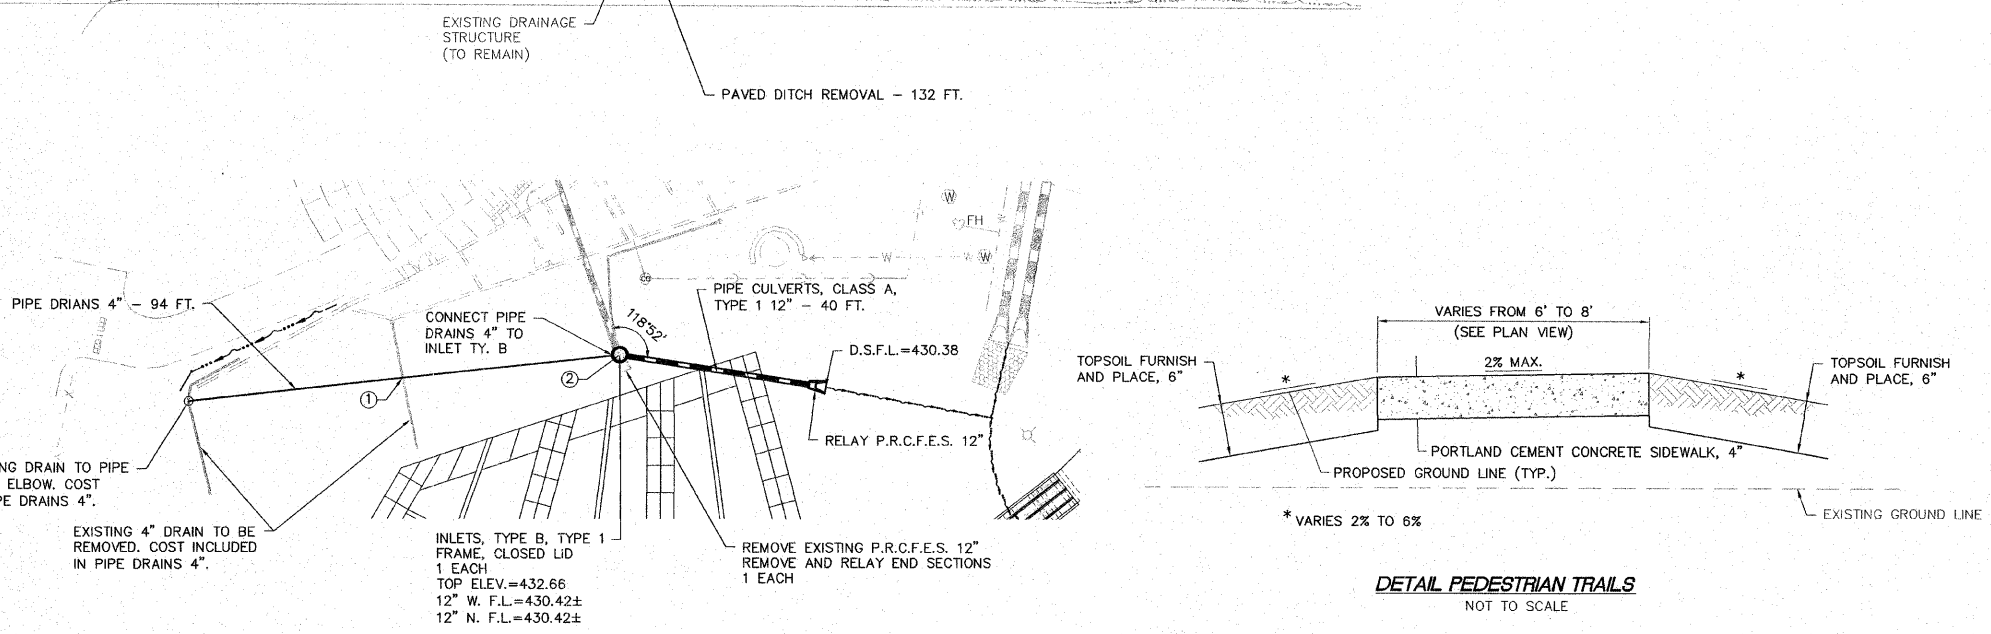 EXISTING DRAINAGE
STRUCTURE
(TO REMAIN)
PAVED DITCH REMOVAL - 132 FT.
PIPE DRIANS 4" - 94 FT.
CONNECT PIPE
DRAINS 4" TO
INLET TY. B
118°52'
PIPE CULVERTS, CLASS A,
TYPE 1 12" - 40 FT.
W
FH
W
W
W
CO
D.S.F.L.=430.38
1
2
RELAY P.R.C.F.E.S. 12"
NG DRAIN TO PIPE
ELBOW. COST
PE DRAINS 4".
EXISTING 4" DRAIN TO BE
REMOVED. COST INCLUDED
IN PIPE DRAINS 4".
INLETS, TYPE B, TYPE 1
FRAME, CLOSED LID
1 EACH
TOP ELEV.=432.66
12" W. F.L.=430.42±
12" N. F.L.=430.42±
REMOVE EXISTING P.R.C.F.E.S. 12"
REMOVE AND RELAY END SECTIONS
1 EACH
VARIES FROM 6' TO 8'
(SEE PLAN VIEW)
2% MAX.
TOPSOIL FURNISH
AND PLACE, 6"
*
*
TOPSOIL FURNISH
AND PLACE, 6"
PORTLAND CEMENT CONCRETE SIDEWALK, 4"
PROPOSED GROUND LINE (TYP.)
* VARIES 2% TO 6%
EXISTING GROUND LINE
DETAIL PEDESTRIAN TRAILS
NOT TO SCALE